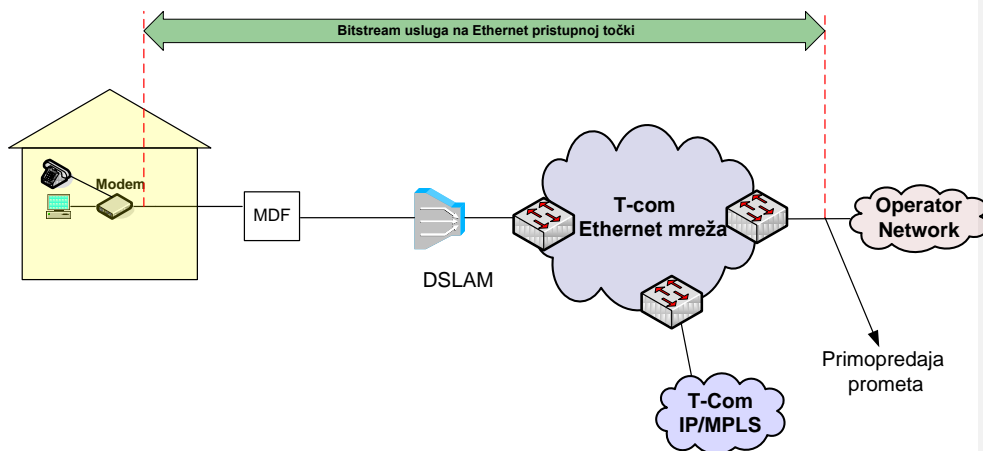 Bitstream usluga na Ethernet pristupnoj točki
Modem
MDF
DSLAM
T-com
Ethernet mreža
Operator
Network
Primopredaja
prometa
T-Com
IP/MPLS